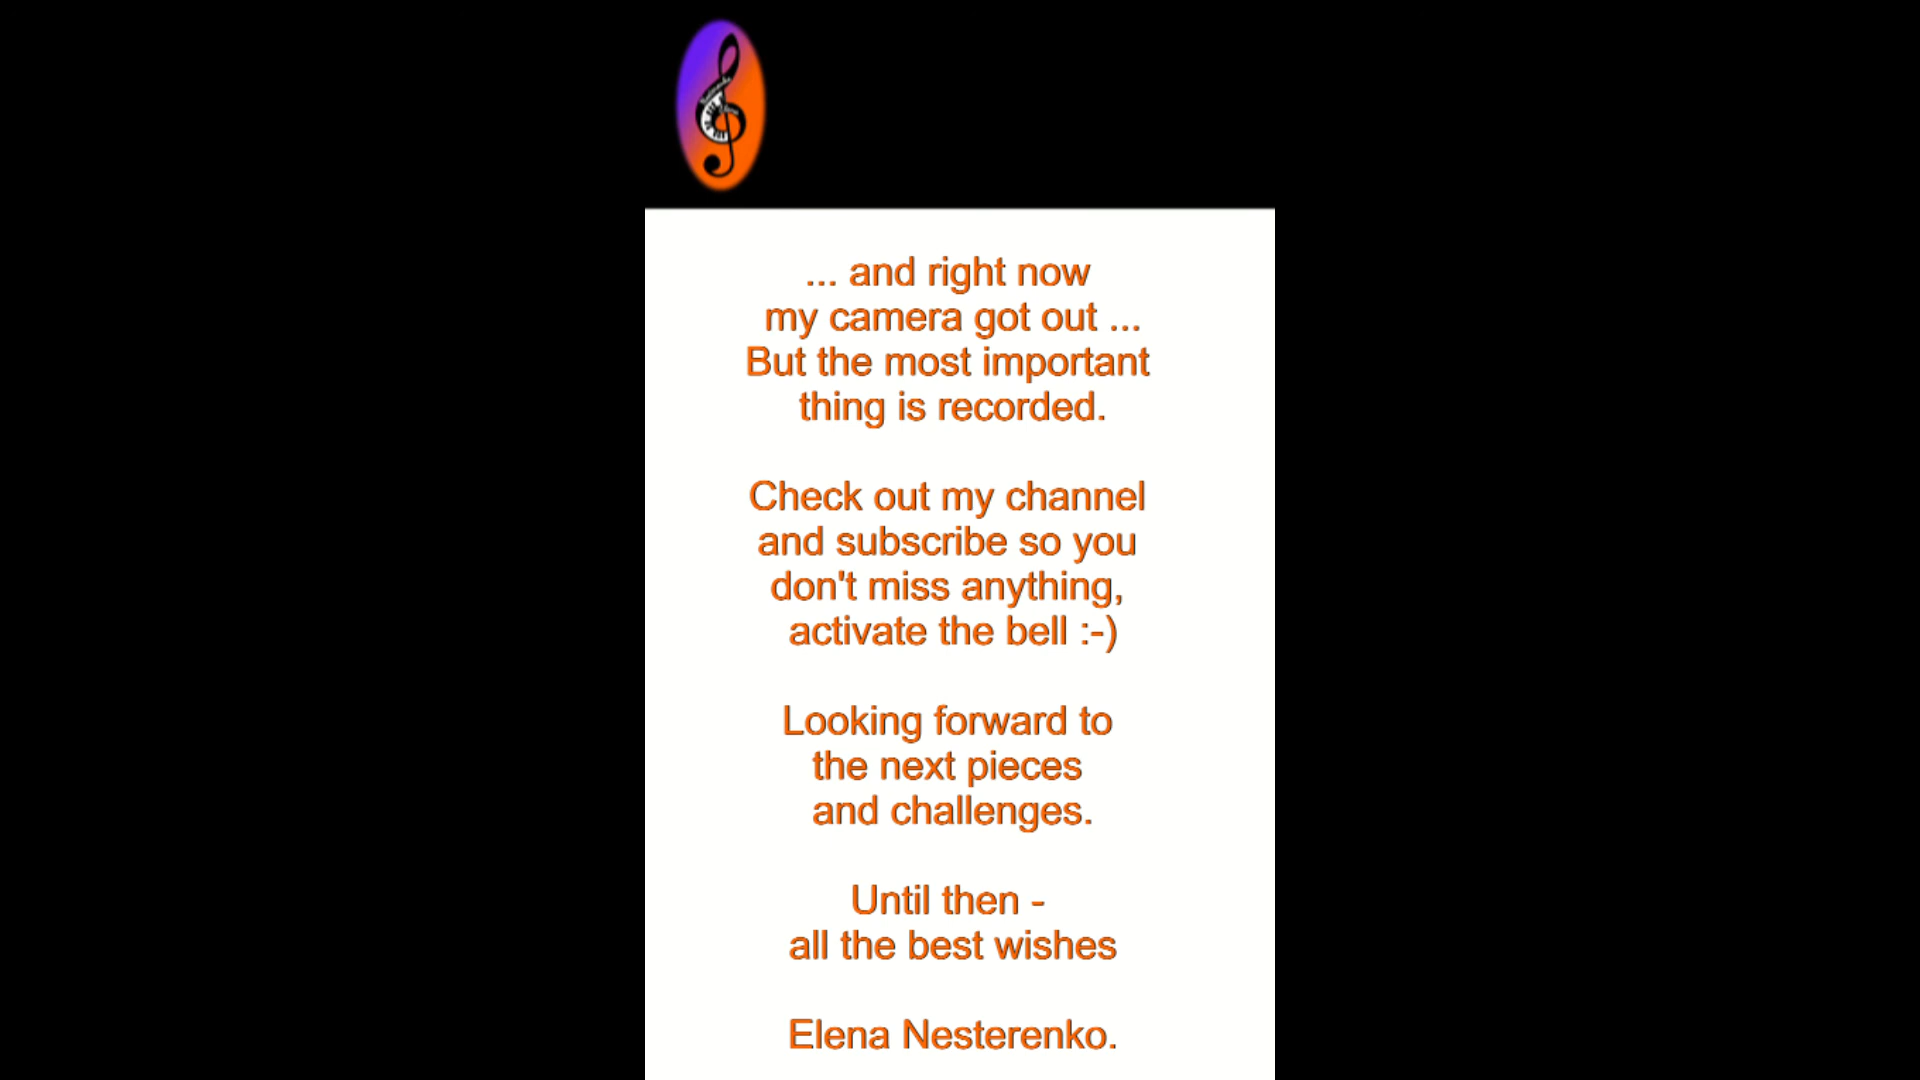 ... and right now
my camera got out ...
But the most important
thing is recorded.
Check out my channel
and subscribe so you
don't miss anything,
activate the bell :-)
Looking forward to
the next pieces
and challenges.
Until then -
all the best wishes
Elena Nesterenko.